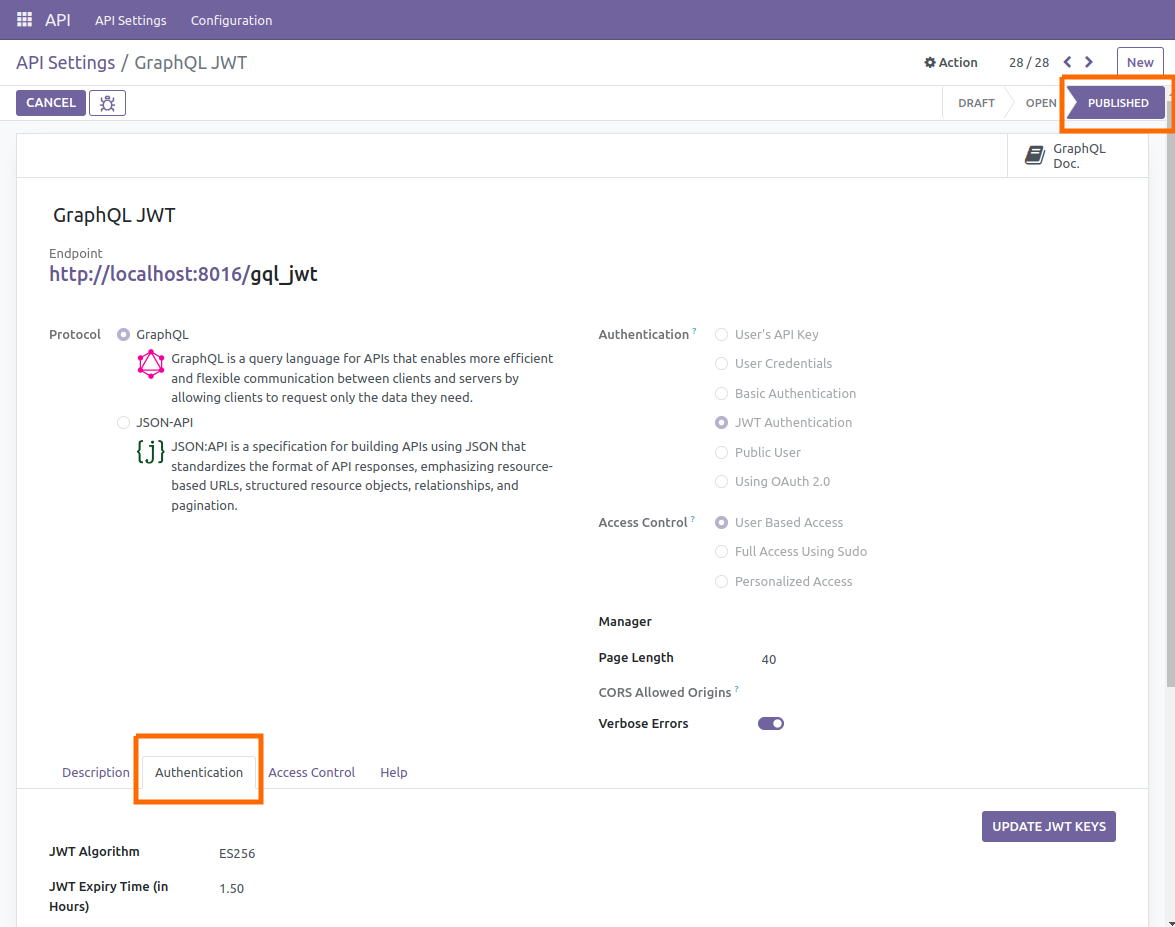 API API Settings Configuration
API Settings / GraphQL JWT
Action 28 / 28 New
CANCEL DRAFT OPEN PUBLISHED
GraphQL
Doc.
GraphQL JWT
Endpoint
http://localhost:8016/gql_jwt
Protocol GraphQL
GraphQL is a query language for APIs that enables more efficient
and flexible communication between clients and servers by
allowing clients to request only the data they need.
JSON-API
{j} JSON:API is a specification for building APIs using JSON that
standardizes the format of API responses, emphasizing resource-
based URLs, structured resource objects, relationships, and
pagination.
Authentication ? User's API Key
User Credentials
Basic Authentication
JWT Authentication
Public User
Using OAuth 2.0
Access Control ? User Based Access
Full Access Using Sudo
Personalized Access
Manager
Page Length 40
CORS Allowed Origins ?
Verbose Errors
Description Authentication Access Control Help
UPDATE JWT KEYS
JWT Algorithm ES256
JWT Expiry Time (in 1.50
Hours)